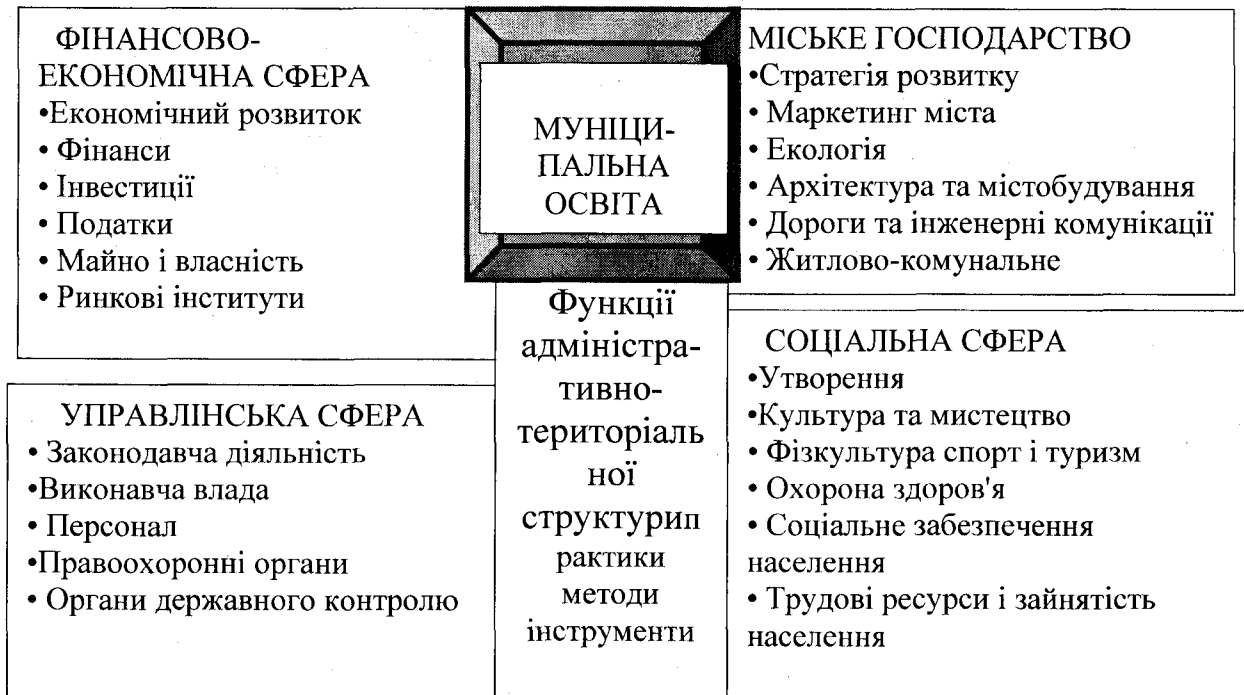 ФІНАНСОВО-
ЕКОНОМІЧНА СФЕРА
•Економічний розвиток
• Фінанси
• Інвестиції
• Податки
• Майно і власність
• Ринкові інститути
МУНІЦИ-
ПАЛЬНА
ОСВІТА
МІСЬКЕ ГОСПОДАРСТВО
•Стратегія розвитку
• Маркетинг міста
• Екологія
• Архітектура та містобудування
• Дороги та інженерні комунікації
• Житлово-комунальне
УПРАВЛІНСЬКА СФЕРА
• Законодавча діяльність
•Виконавча влада
• Персонал
•Правоохоронні органи
• Органи державного контролю
Функції
адміністра-
тивно-
територіаль
ної
структурип
рактики
методи
інструменти
СОЦІАЛЬНА СФЕРА
•Утворення
•Культура та мистецтво
• Фізкультура спорт і туризм
• Охорона здоров'я
• Соціальне забезпечення
населення
• Трудові ресурси і зайнятість
населення